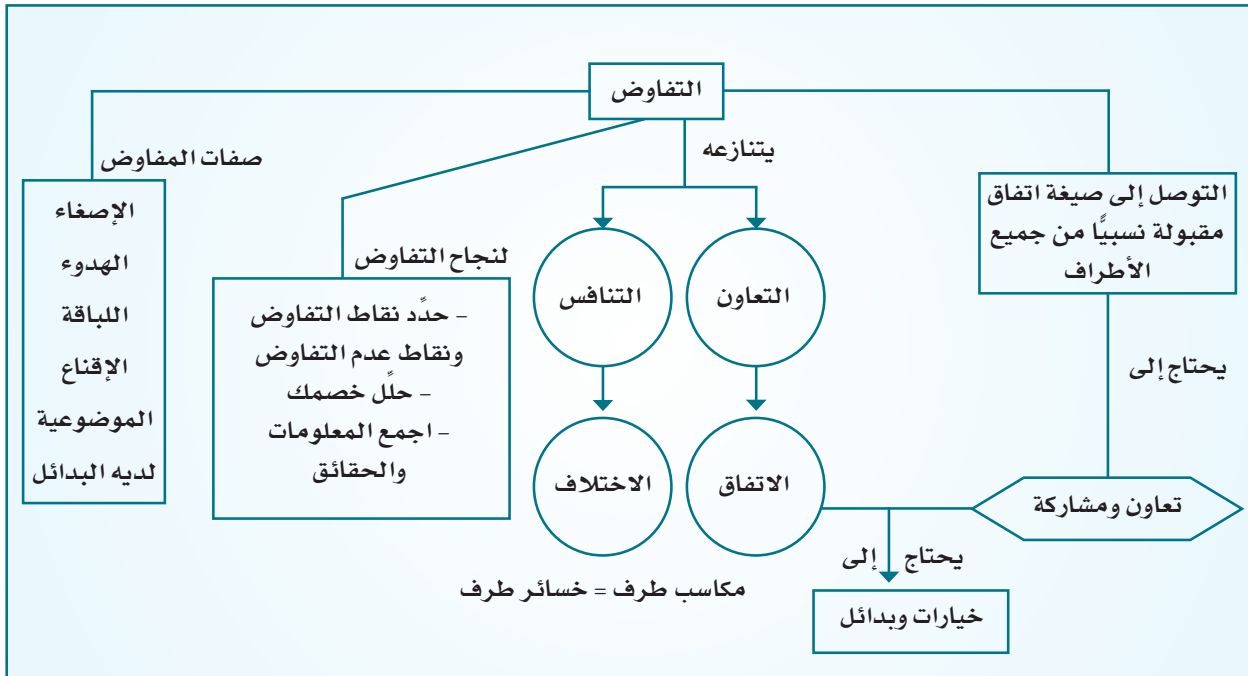 التفاوض
يتنازعه
التوصل إلى صيغة اتفاق
مقبولة نسبيًّا من جميع
الأطراف
يحتاج إلى
تعاون ومشاركة
التعاون
التنافس
الاتفاق
الاختلاف
يحتاج إلى
خيارات وبدائل
مكاسب طرف = خسائر طرف
لنجاح التفاوض
– حدِّد نقاط التفاوض
ونقاط عدم التفاوض
– حلِّل خصمك
– اجمع المعلومات
والحقائق
صفات المفاوض
الإصغاء
الهدوء
اللباقة
الإقناع
الموضوعية
لديه البدائل